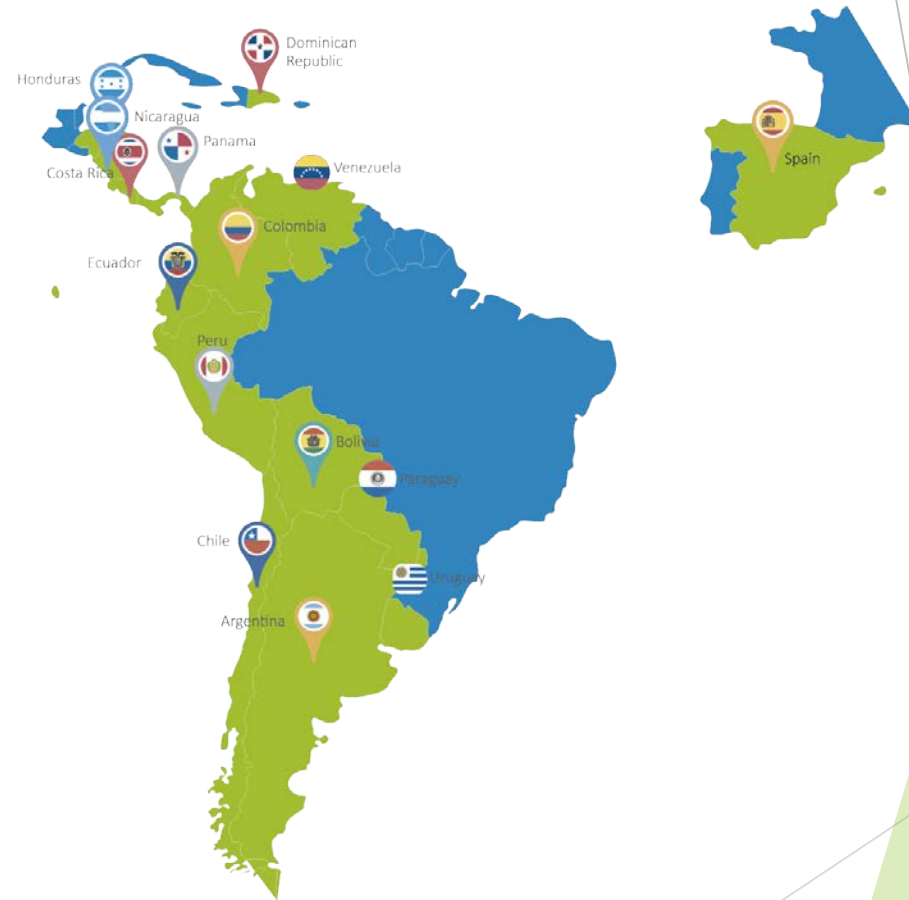 Dominican
Republic
Honduras
Nicaragua
Panama
Costa Rica
Venezuela
Spain
Colombia
Ecuador
Peru
Bolivia
Paraguay
Chile
Uruguay
Argentina